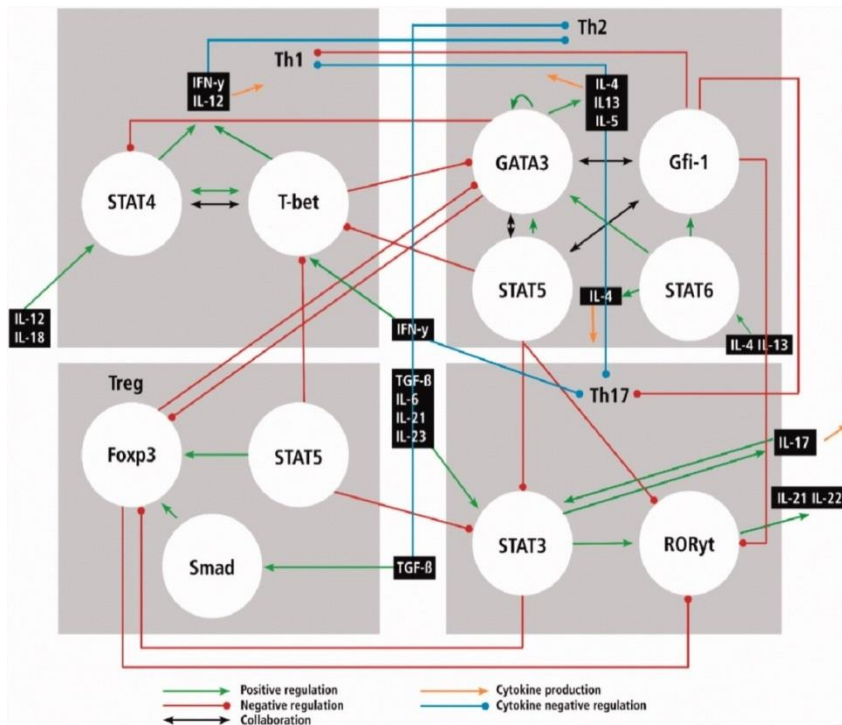 Th2
Th1
IFN-y
IL-12
IL-4
IL13
IL-5
GATA3
Gfi-1
STAT4
T-bet
STAT5
STAT6
IL-4
IL-12
IL-18
IFN-y
IL-4 IL-13
Treg
TGF-ß
IL-6
IL-21
IL-23
Th17
Foxp3
STAT5
IL-17
IL-21 IL-22
STAT3
RORyt
Smad
TGF-ß
Positive regulation
Negative regulation
Collaboration
Cytokine production
Cytokine negative regulation